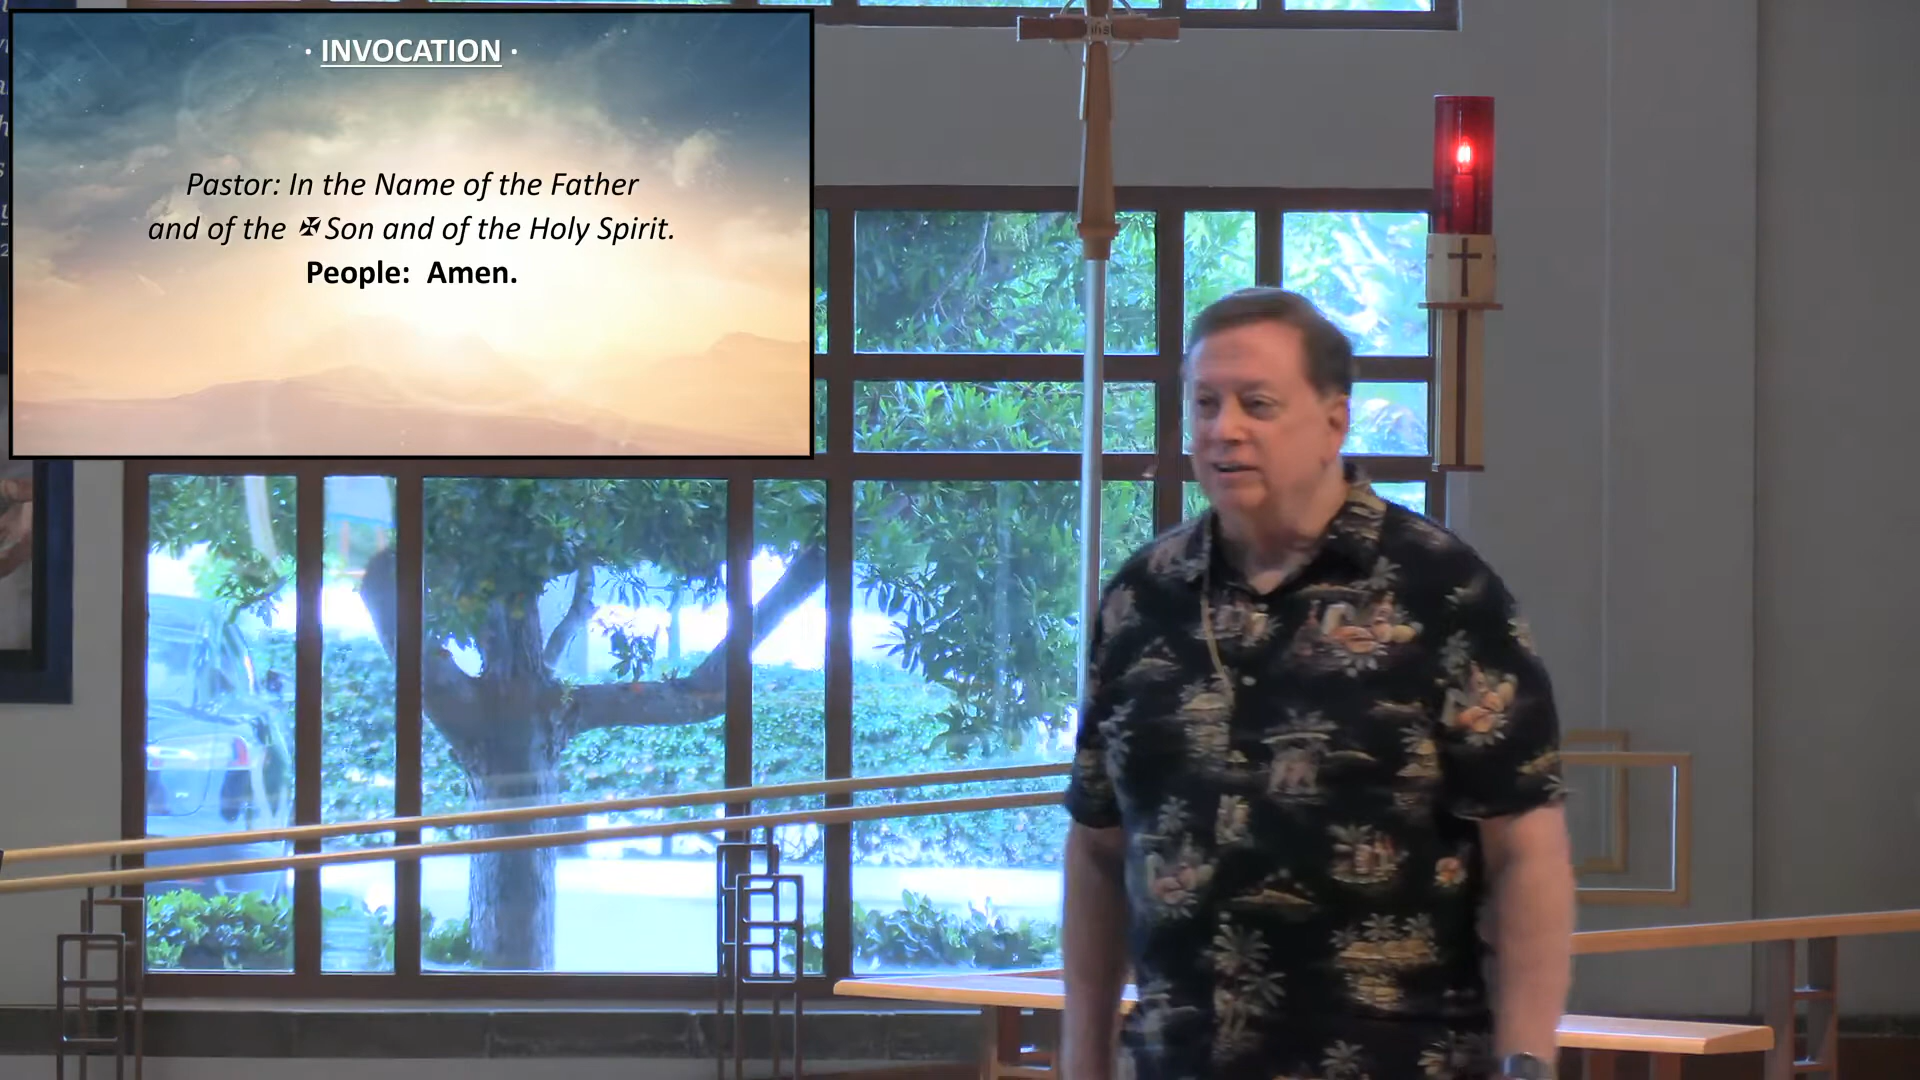 · INVOCATION ·
Pastor: In the Name of the Father
and of the ✠ Son and of the Holy Spirit.
People: Amen.